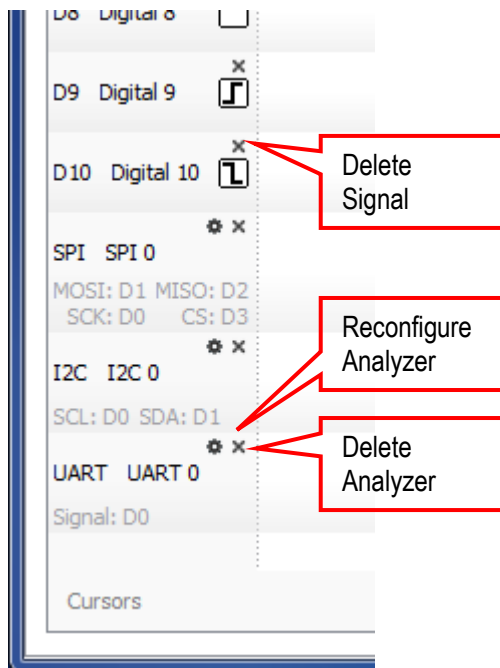 D8 Digital 8
D9 Digital 9
D10 Digital 10
Delete
Signal
SPI SPI 0
MOSI: D1 MISO: D2
SCK: D0 CS: D3
Reconfigure
Analyzer
I2C I2C 0
SCL: D0 SDA: D1
Delete
Analyzer
UART UART 0
Signal: D0
Cursors